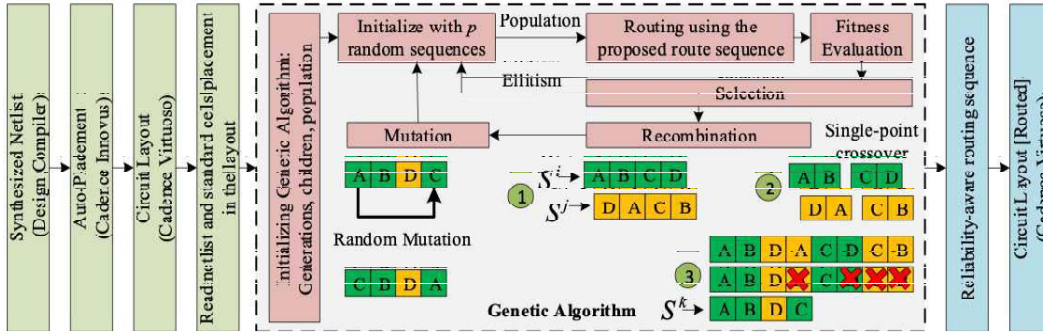 Synthesized Netlist
(Design Compiler)
Auto-Placement
(Cadence Innovus)
Circuit Layout
(Cadence Virtuoso)
Read netlist and standard cells placement
in the layout
Initializing Genetic Algorithm:
Generations, children, population
Initialize with p
random sequences
Population
Routing using the
proposed route sequence
Fitness
Evaluation
Ellitism
Selection
Mutation
Recombination
Single-point
crossover
A B D C
1
S^i
A B C D
S^j
D A C B
2
A B C D
D A C B
Random Mutation
C B D A
3
A B D A C D C B
A B D C
S^k
A B D C
Genetic Algorithm
Reliability-aware routing sequence
Circuit Layout [Routed]
(Cadence Virtuoso)